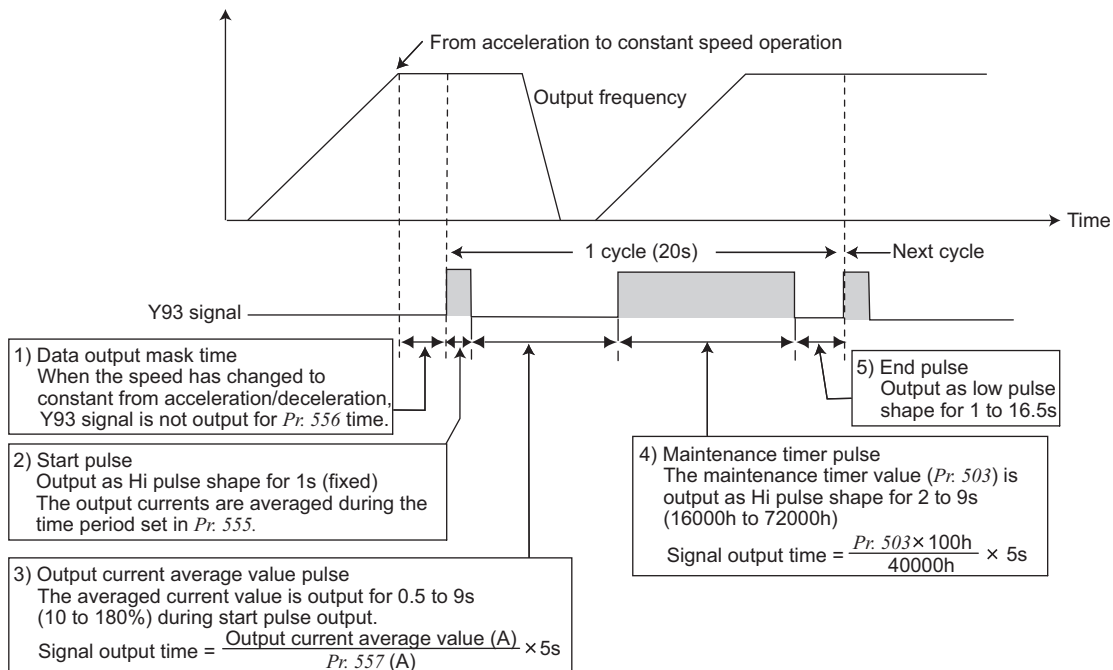 From acceleration to constant speed operation
Output frequency
Time
1 cycle (20s)
Next cycle
Y93 signal
1) Data output mask time
When the speed has changed to
constant from acceleration/deceleration,
Y93 signal is not output for Pr. 556 time.
2) Start pulse
Output as Hi pulse shape for 1s (fixed)
The output currents are averaged during the
time period set in Pr. 555.
3) Output current average value pulse
The averaged current value is output for 0.5 to 9s
(10 to 180%) during start pulse output.
Signal output time = Output current average value (A) / Pr. 557 (A) × 5s
5) End pulse
Output as low pulse
shape for 1 to 16.5s
4) Maintenance timer pulse
The maintenance timer value (Pr. 503) is
output as Hi pulse shape for 2 to 9s
(16000h to 72000h)
Signal output time = Pr. 503 × 100h / 40000h × 5s